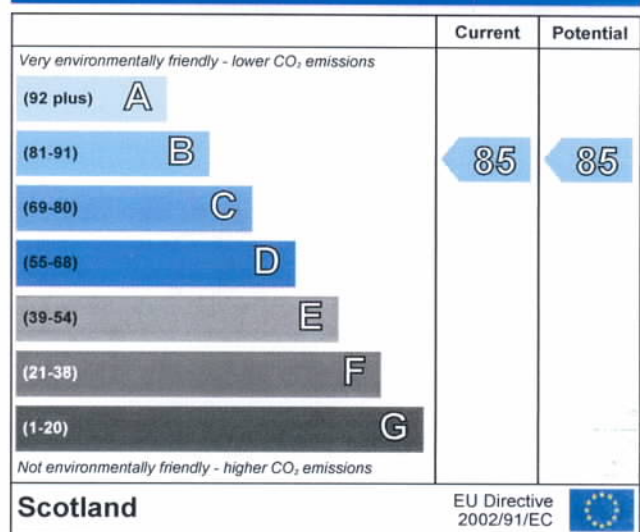 Current Potential
Very environmentally friendly - lower CO₂ emissions
(92 plus) A
(81-91) B 85 85
(69-80) C
(55-68) D
(39-54) E
(21-38) F
(1-20) G
Not environmentally friendly - higher CO₂ emissions
Scotland EU Directive
2002/91/EC